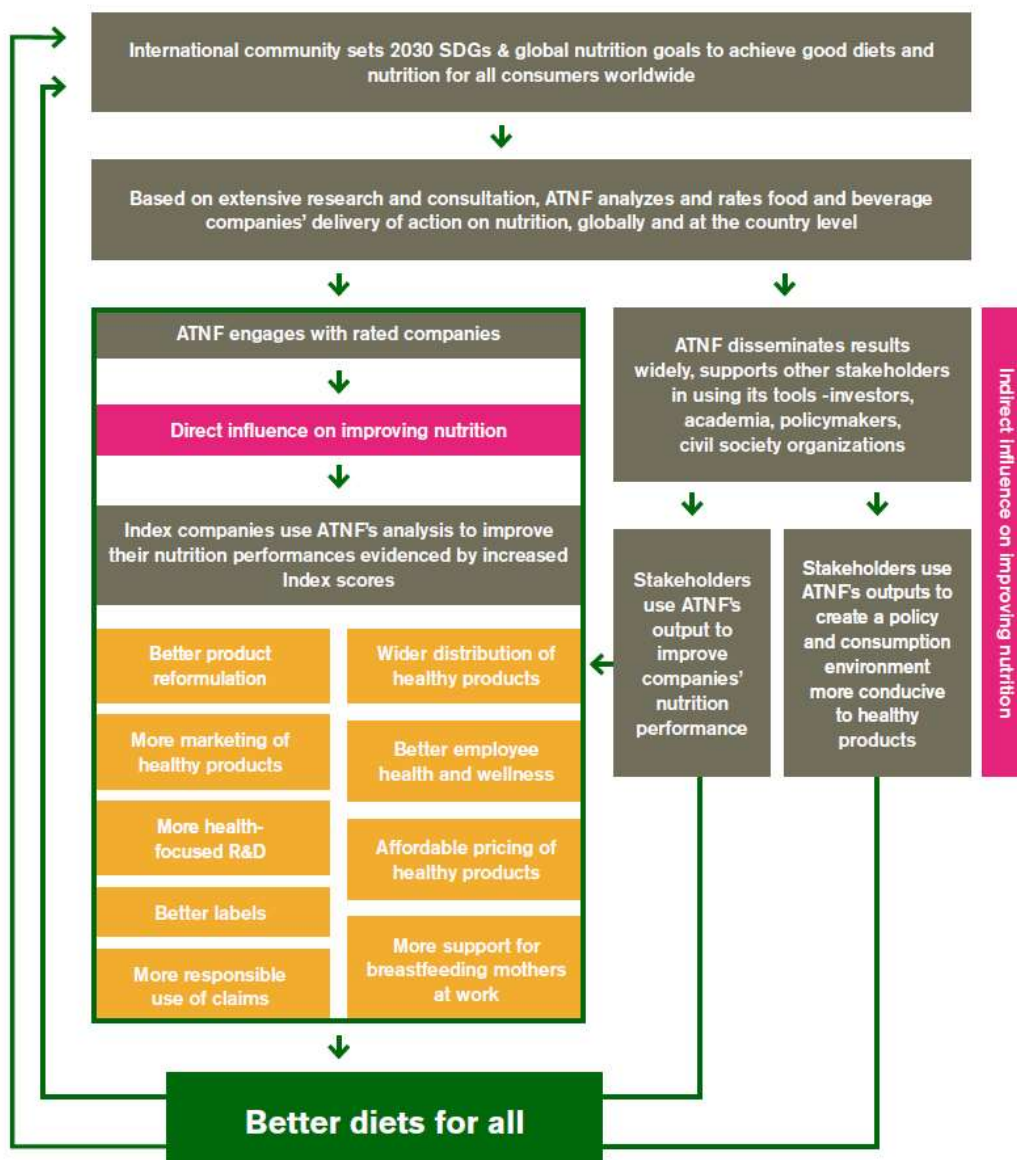 International community sets 2030 SDGs & global nutrition goals to achieve good diets and
nutrition for all consumers worldwide
Based on extensive research and consultation, ATNF analyzes and rates food and beverage
companies' delivery of action on nutrition, globally and at the country level
ATNF engages with rated companies
Direct influence on improving nutrition
Index companies use ATNF's analysis to improve
their nutrition performances evidenced by increased
Index scores
Better product
reformulation
More marketing of
healthy products
More health-
focused R&D
Better labels
More responsible
use of claims
Wider distribution of
healthy products
Better employee
health and wellness
Affordable pricing of
healthy products
More support for
breastfeeding mothers
at work
ATNF disseminates results
widely, supports other stakeholders
in using its tools -investors,
academia, policymakers,
civil society organizations
Stakeholders
use ATNF's
output to
improve
companies'
nutrition
performance
Stakeholders use
ATNF's outputs to
create a policy
and consumption
environment
more conducive
to healthy
products
Indirect influence on improving nutrition
Better diets for all